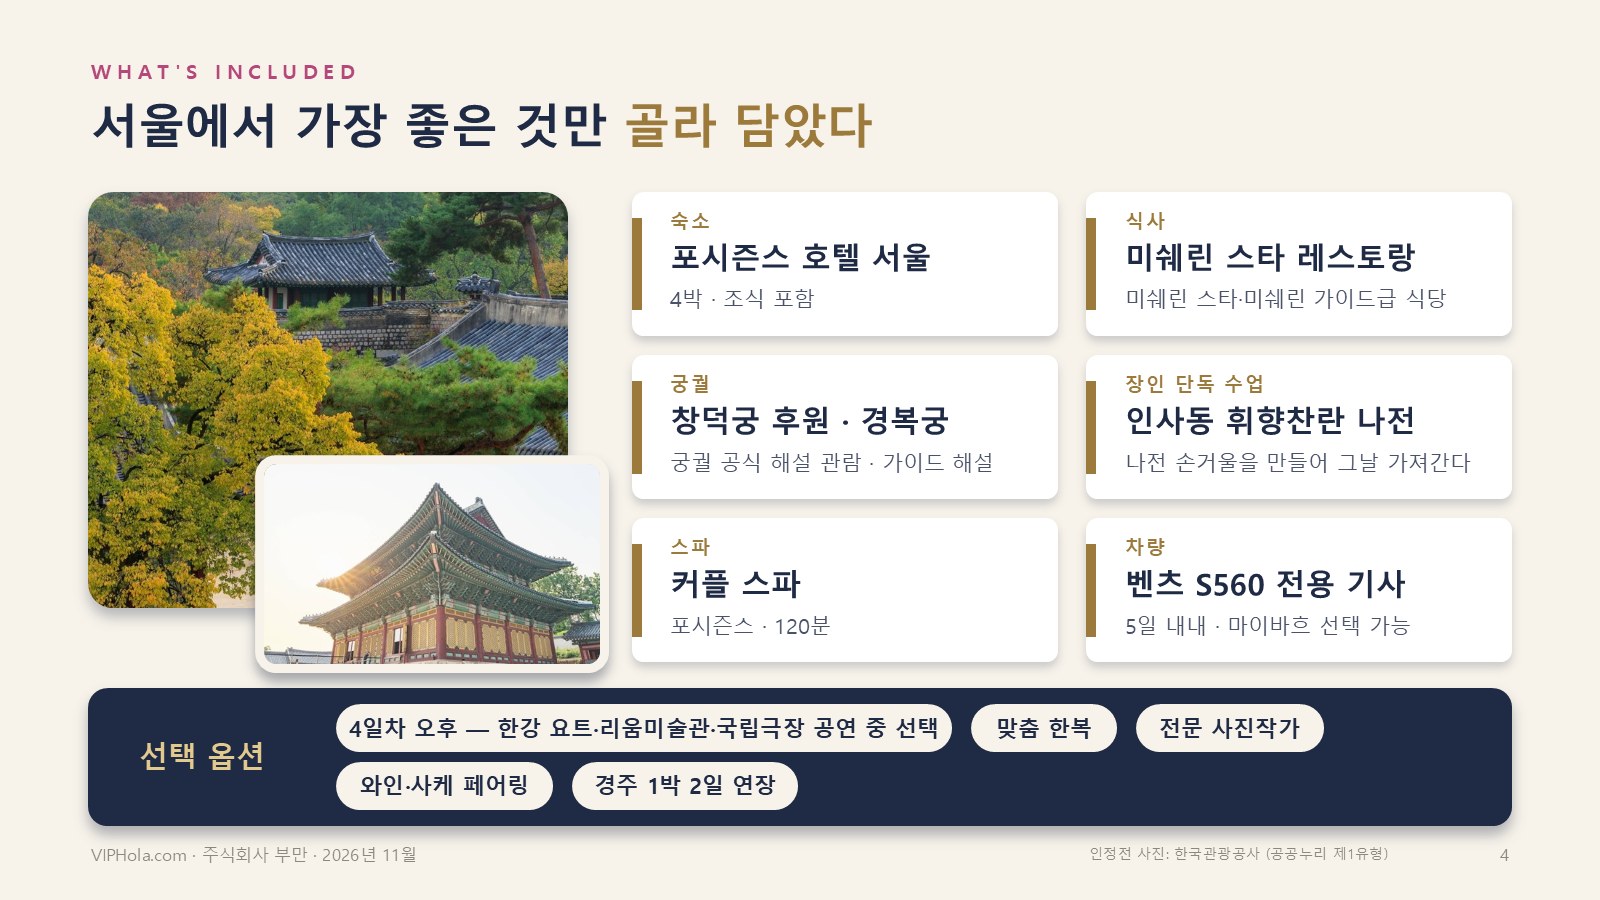 WHAT'S INCLUDED
서울에서 가장 좋은 것만 골라 담았다
숙소
포시즌스 호텔 서울
4박 · 조식 포함
식사
미쉐린 스타 레스토랑
미쉐린 스타·미쉐린 가이드급 식당
궁궐
창덕궁 후원 · 경복궁
궁궐 공식 해설 관람 · 가이드 해설
장인 단독 수업
인사동 휘향찬란 나전
나전 손거울을 만들어 그날 가져간다
스파
커플 스파
포시즌스 · 120분
차량
벤츠 S560 전용 기사
5일 내내 · 마이바흐 선택 가능
선택 옵션
4일차 오후 — 한강 요트·리움미술관·국립극장 공연 중 선택
맞춤 한복
전문 사진작가
와인·사케 페어링
경주 1박 2일 연장
VIPHola.com · 주식회사 부만 · 2026년 11월
인정전 사진: 한국관광공사 (공공누리 제1유형)
4